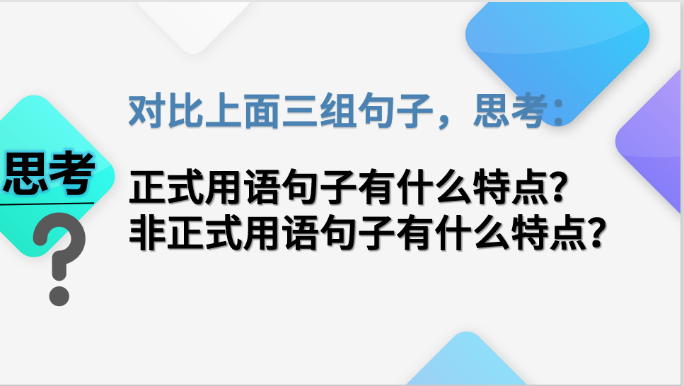 对比上面三组句子，思考：
思考
正式用语句子有什么特点？
非正式用语句子有什么特点？
？